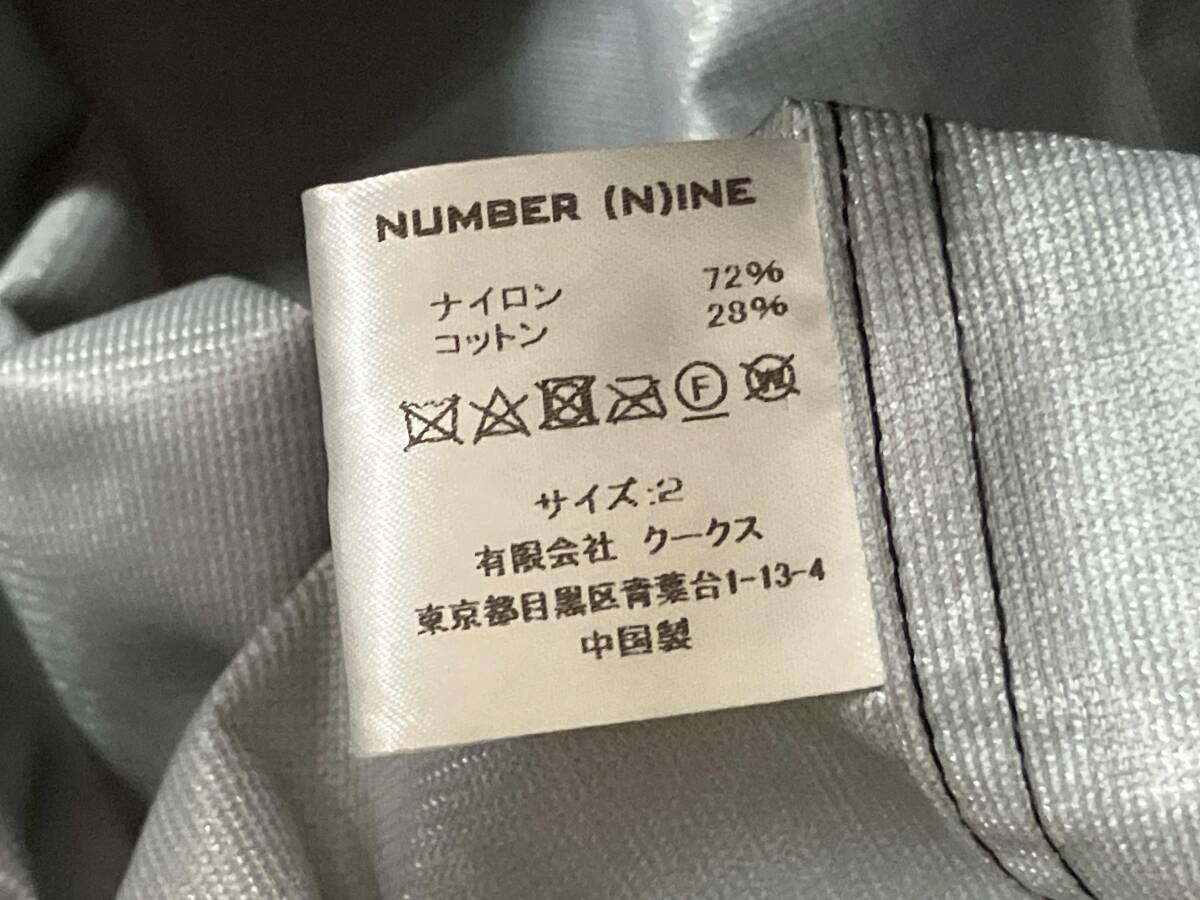 NUMBER (N)INE
ナイロン 72%
コットン 28%
F W
サイズ:2
有限会社 クークス
東京都目黒区青葉台1-13-4
中国製